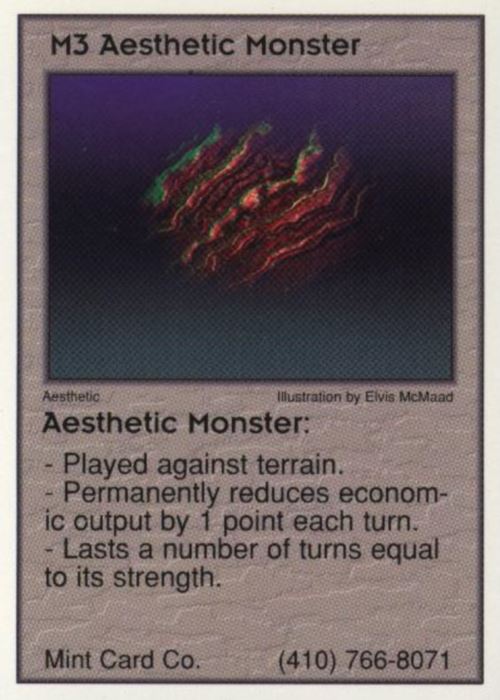 M3 Aesthetic Monster
Aesthetic
Illustration by Elvis McMaad
Aesthetic Monster:
- Played against terrain.
- Permanently reduces econom-
ic output by 1 point each turn.
- Lasts a number of turns equal
to its strength.
Mint Card Co.
(410) 766-8071